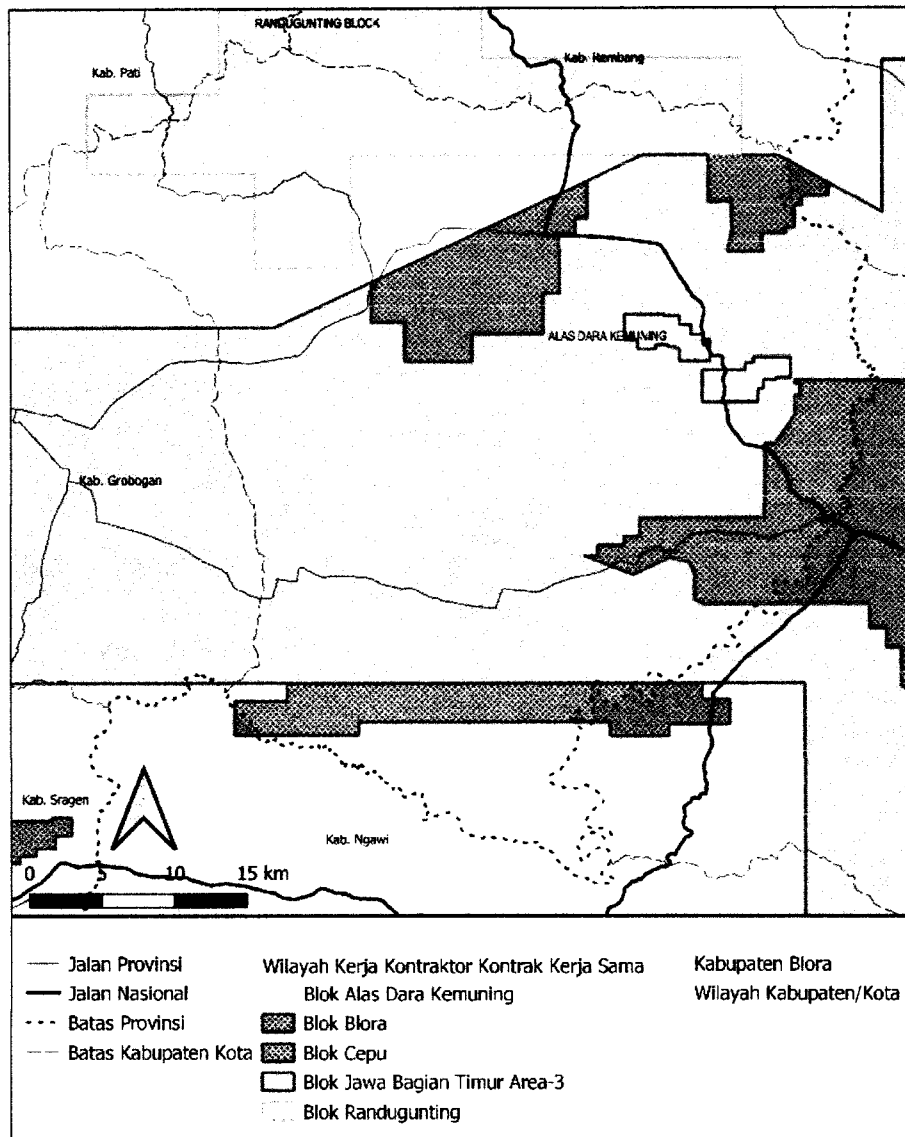 RANDUGUNTING BLOCK
Kab. Pati
Kab. Rembang
ALAS DARA KEMUNING
Kab. Grobogan
Kab. Sragen
Kab. Ngawi
0 5 10 15 km
Jalan Provinsi
Jalan Nasional
Batas Provinsi
Batas Kabupaten Kota
Wilayah Kerja Kontraktor Kontrak Kerja Sama
Blok Alas Dara Kemuning
Blok Blora
Blok Cepu
Blok Jawa Bagian Timur Area-3
Blok Randugunting
Kabupaten Blora
Wilayah Kabupaten/Kota